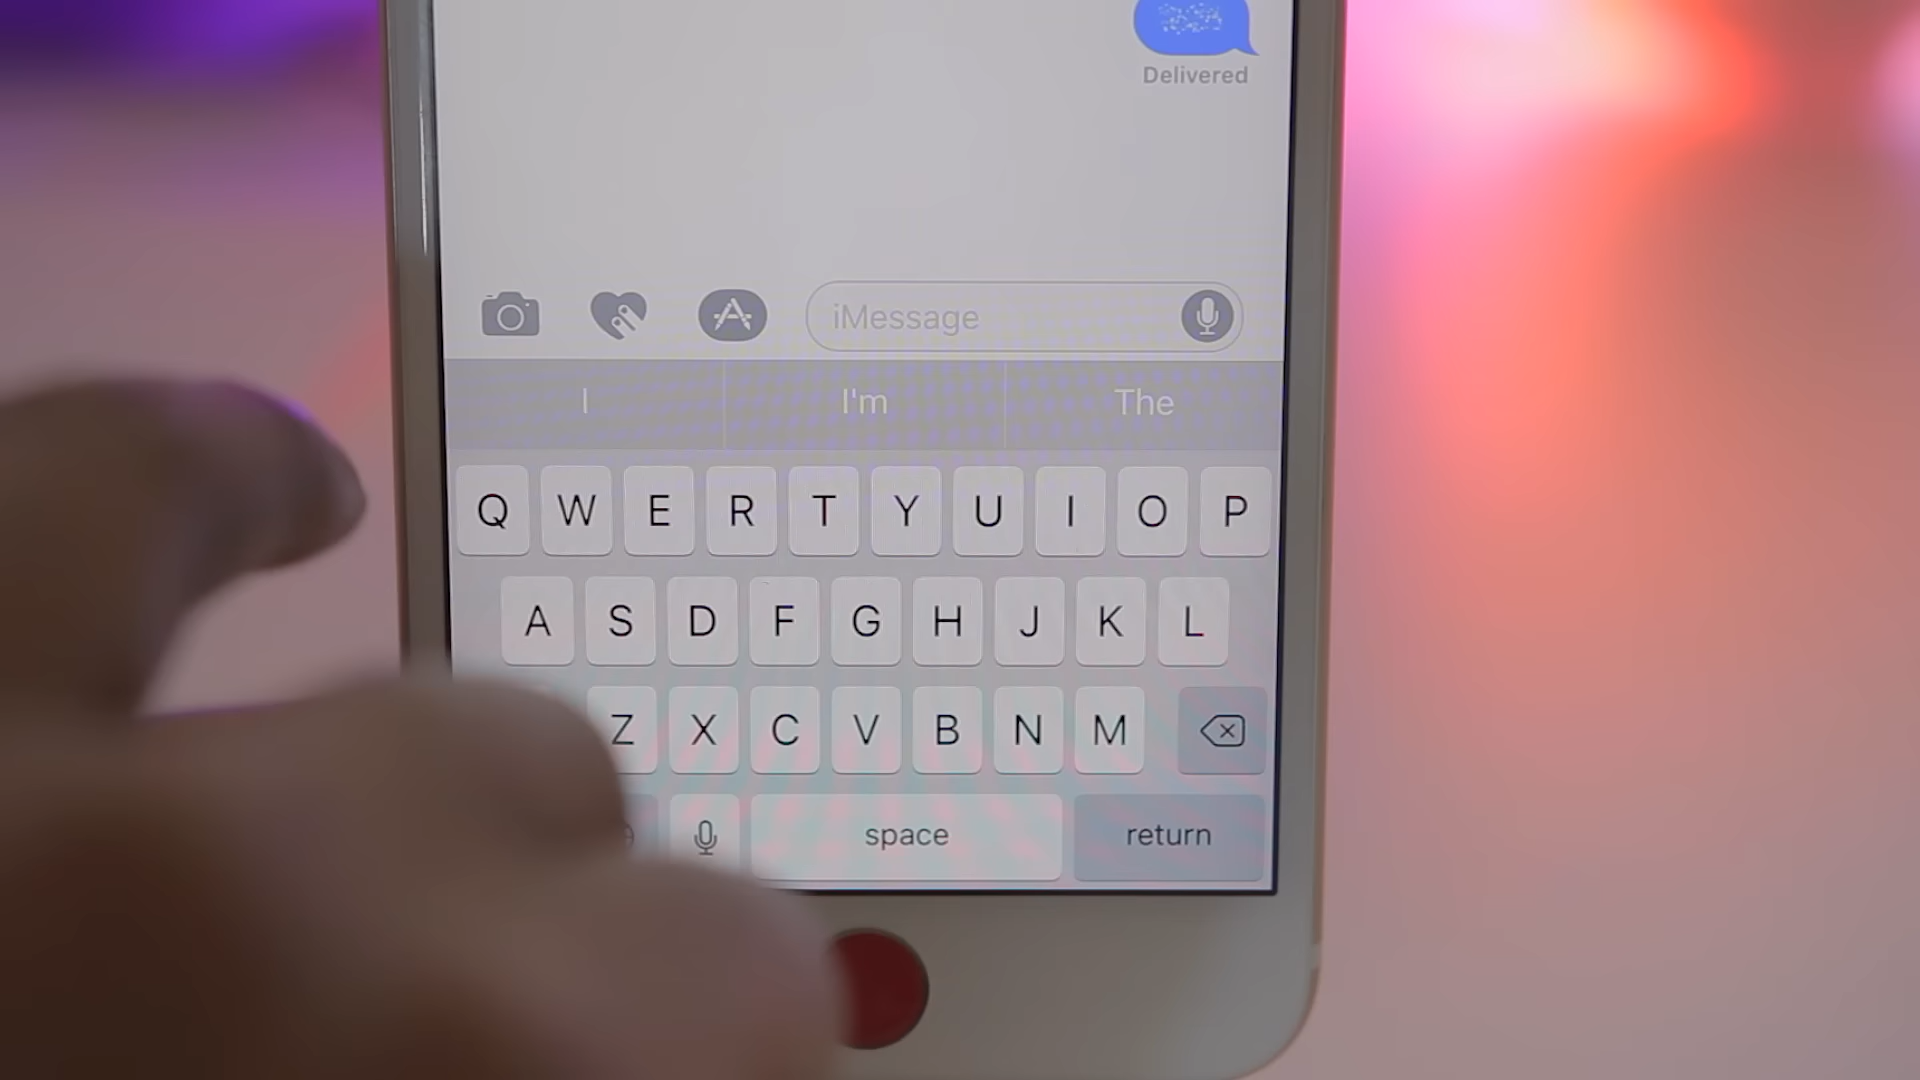 Delivered
iMessage
I I'm The
Q W E R T Y U I O P
A S D F G H J K L
Z X C V B N M
space return